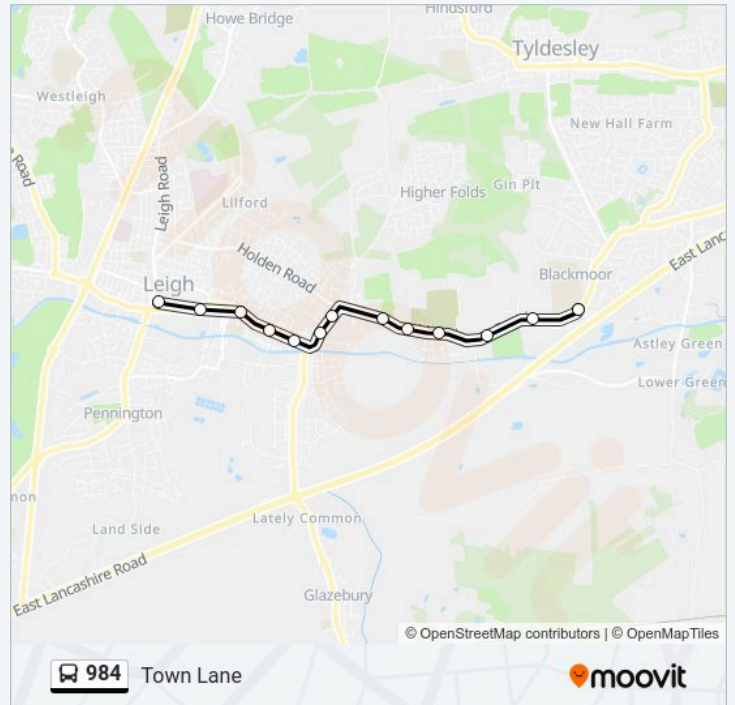 Howe Bridge
Hindsford
Tyldesley
Westleigh
New Hall Farm
Road
Leigh Road
Lilford
Higher Folds
Gin Pit
Holden Road
East Lanc
Leigh
Blackmoor
Astley Green
Lower Green
Pennington
non
Lately Common
Land Side
East Lancashire Road
Glazebury
© OpenStreetMap contributors | © OpenMapTiles
984 Town Lane
moovit